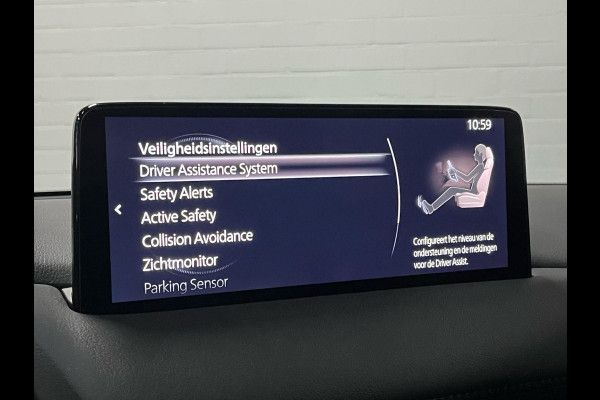 10:59
Veiligheidsinstellingen
Driver Assistance System
Safety Alerts
Active Safety
Collision Avoidance
Zichtmonitor
Parking Sensor
Configureert het niveau van de
ondersteuning en de meldingen
voor de Driver Assist.